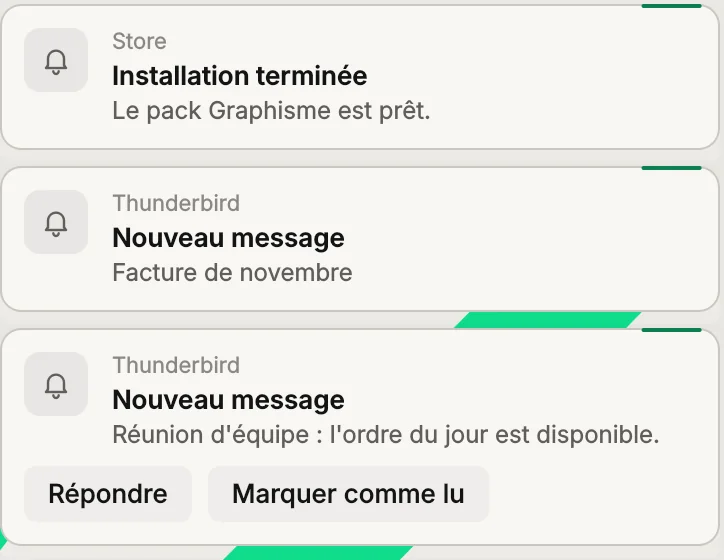 Store
Installation terminée
Le pack Graphisme est prêt.
Thunderbird
Nouveau message
Facture de novembre
Thunderbird
Nouveau message
Réunion d'équipe : l'ordre du jour est disponible.
Répondre
Marquer comme lu